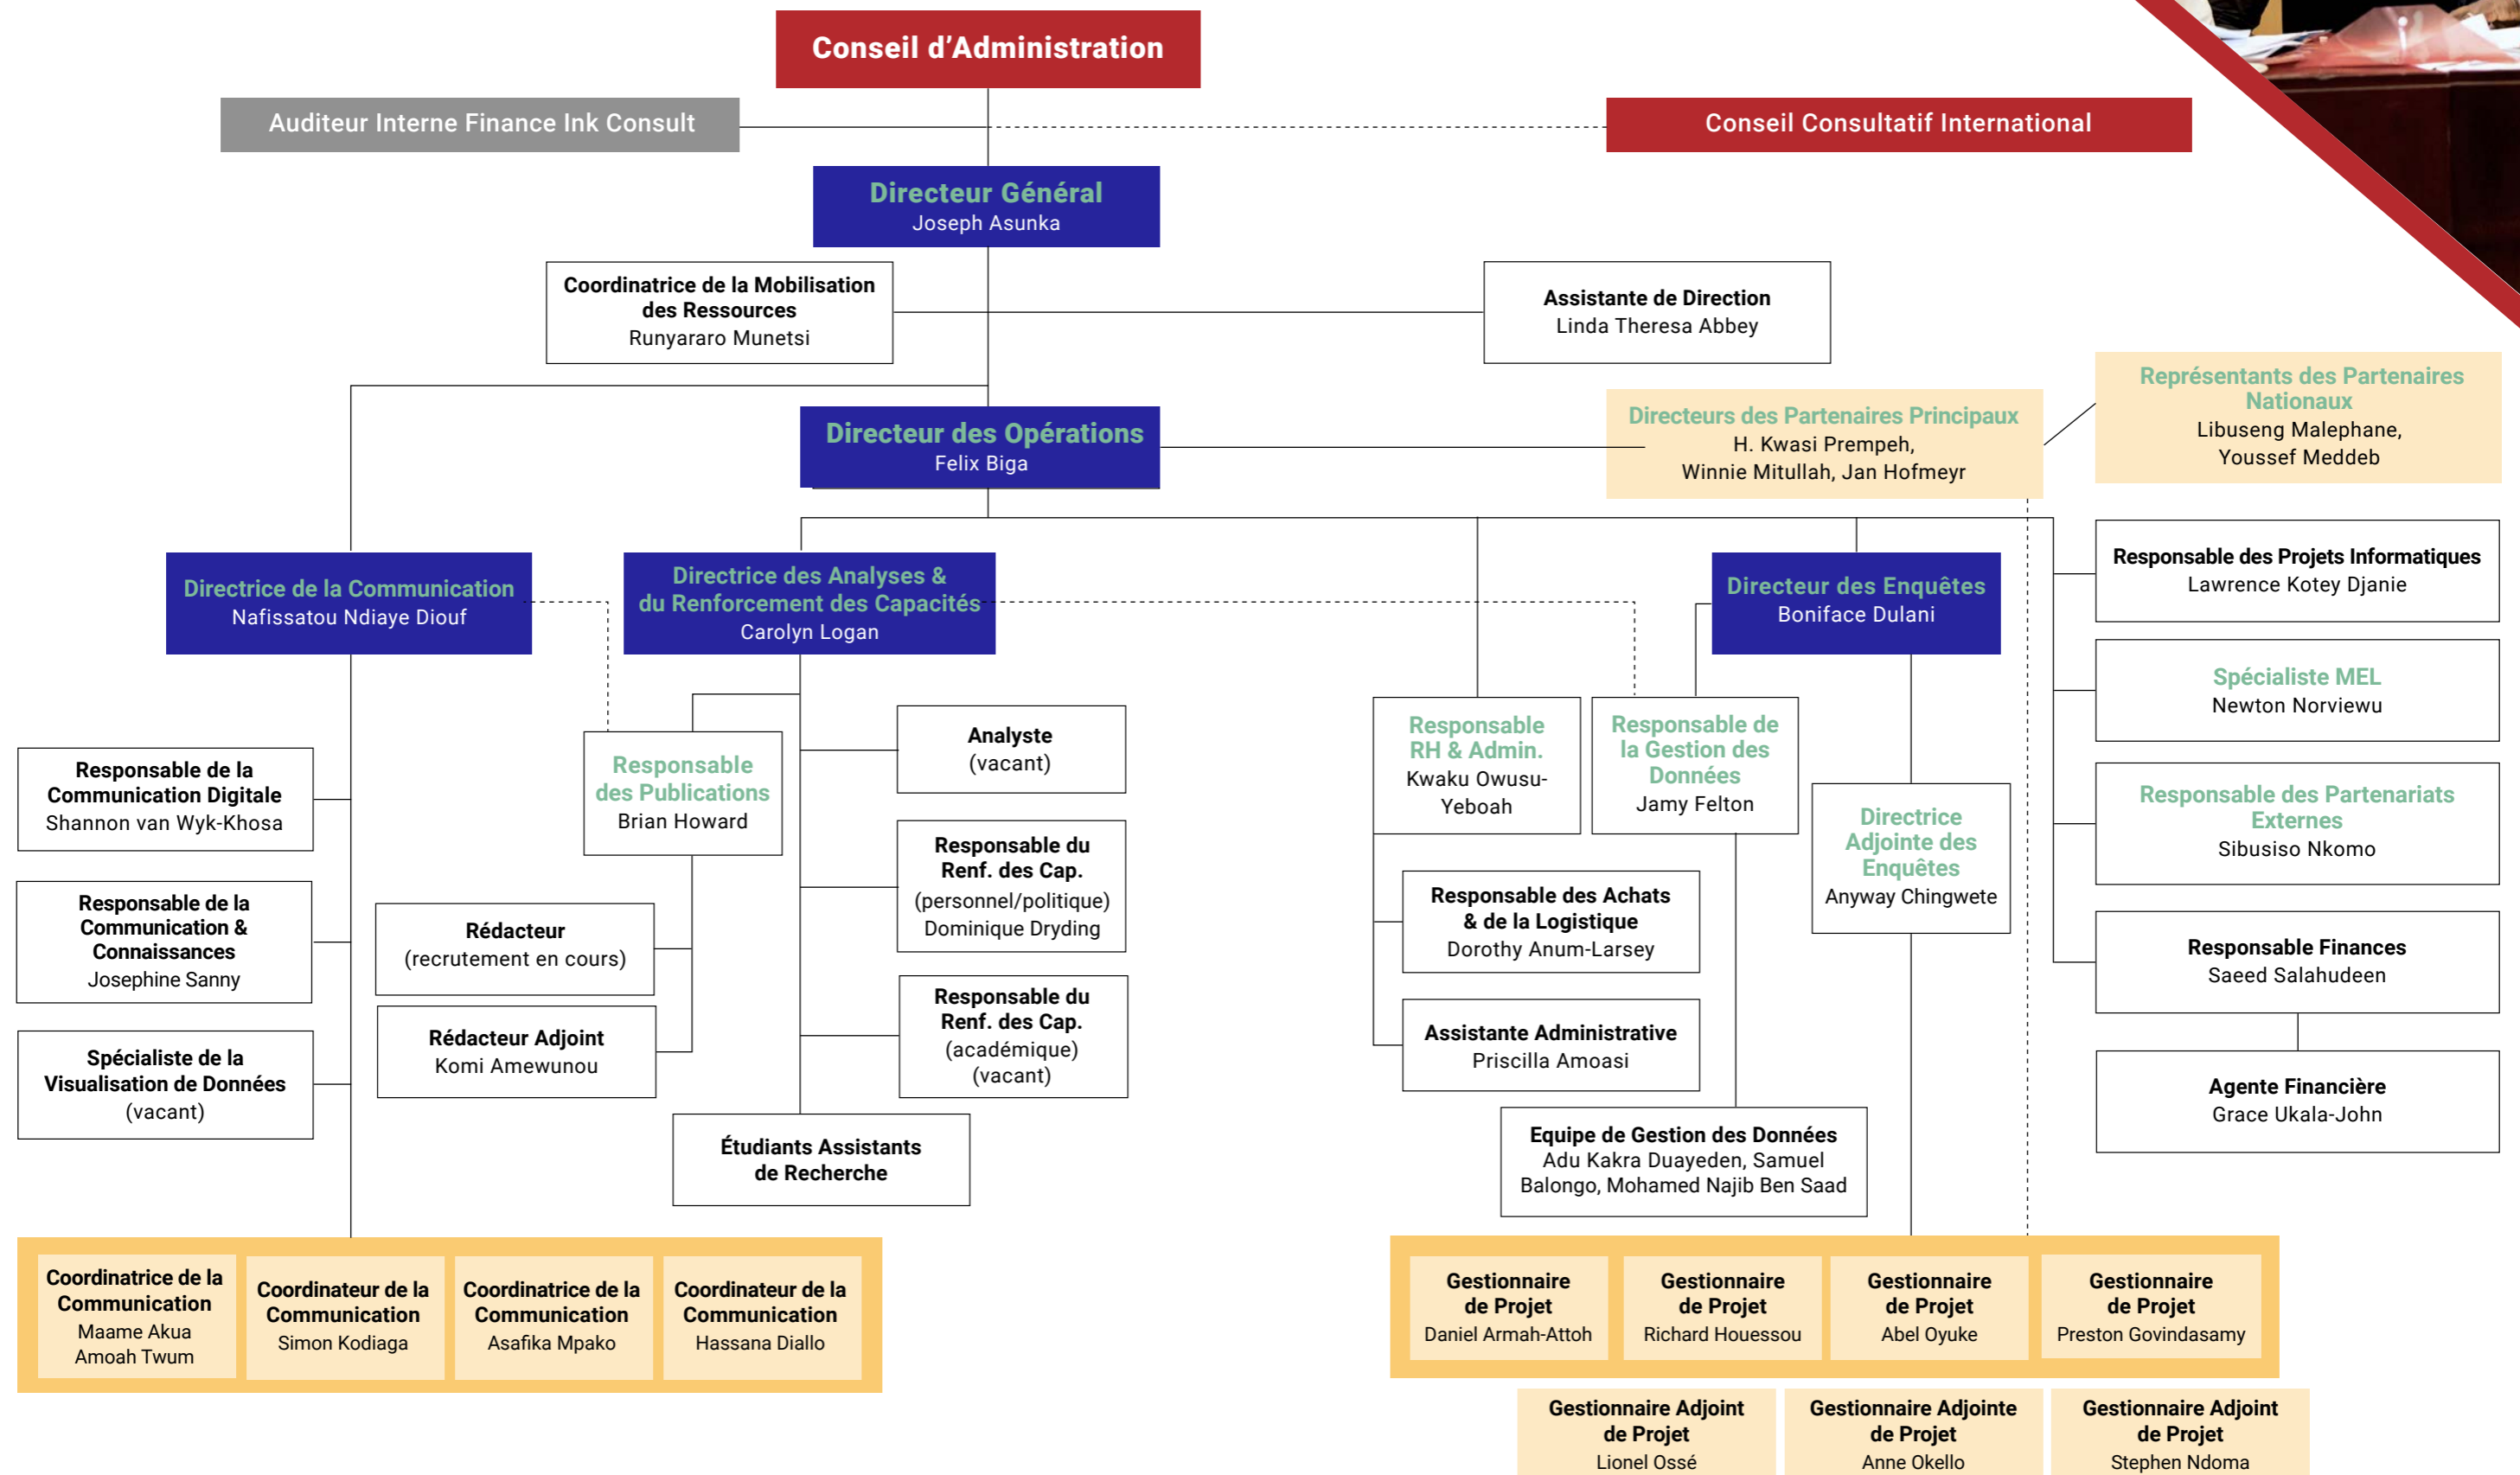 Conseil d’Administration
Auditeur Interne Finance Ink Consult
Conseil Consultatif International
Directeur Général
Joseph Asunka
Coordinatrice de la Mobilisation
des Ressources
Runyararo Munetsi
Assistante de Direction
Linda Theresa Abbey
Directeur des Opérations
Felix Biga
Directeurs des Partenaires Principaux
H. Kwasi Prempeh,
Winnie Mitullah, Jan Hofmeyr
Représentants des Partenaires
Nationaux
Libuseng Malephane,
Youssef Meddeb
Directrice de la Communication
Nafissatou Ndiaye Diouf
Directrice des Analyses &
du Renforcement des Capacités
Carolyn Logan
Directeur des Enquêtes
Boniface Dulani
Responsable des Projets Informatiques
Lawrence Kotey Djanie
Spécialiste MEL
Newton Norviewu
Responsable des Partenariats
Externes
Sibusiso Nkomo
Responsable Finances
Saeed Salahudeen
Agente Financière
Grace Ukala-John
Responsable de la
Communication Digitale
Shannon van Wyk-Khosa
Responsable de la
Communication &
Connaissances
Josephine Sanny
Spécialiste de la
Visualisation de Données
(vacant)
Responsable
des Publications
Brian Howard
Rédacteur
(recrutement en cours)
Rédacteur Adjoint
Komi Amewunou
Analyste
(vacant)
Responsable du
Renf. des Cap.
(personnel/politique)
Dominique Dryding
Responsable du
Renf. des Cap.
(académique)
(vacant)
Étudiants Assistants
de Recherche
Responsable
RH & Admin.
Kwaku Owusu-
Yeboah
Responsable de
la Gestion des
Données
Jamy Felton
Directrice
Adjointe des
Enquêtes
Anyway Chingwete
Responsable des Achats
& de la Logistique
Dorothy Anum-Larsey
Assistante Administrative
Priscilla Amoasi
Equipe de Gestion des Données
Adu Kakra Duayeden, Samuel
Balongo, Mohamed Najib Ben Saad
Coordinatrice de la
Communication
Maame Akua
Amoah Twum
Coordinateur de la
Communication
Simon Kodiaga
Coordinatrice de la
Communication
Asafika Mpako
Coordinateur de la
Communication
Hassana Diallo
Gestionnaire
de Projet
Daniel Armah-Attoh
Gestionnaire
de Projet
Richard Houessou
Gestionnaire
de Projet
Abel Oyuke
Gestionnaire
de Projet
Preston Govindasamy
Gestionnaire Adjoint
de Projet
Lionel Ossé
Gestionnaire Adjointe
de Projet
Anne Okello
Gestionnaire Adjoint
de Projet
Stephen Ndoma